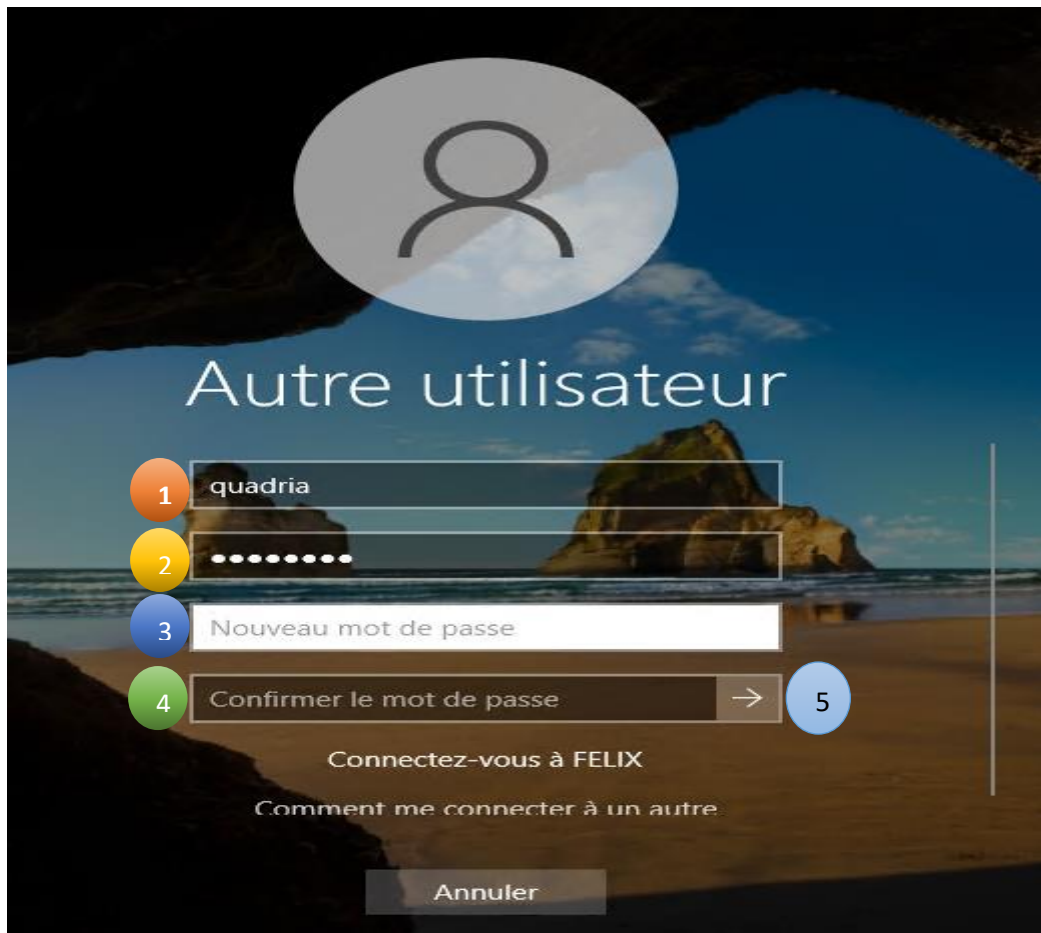 Autre utilisateur
1 quadria
2 ••••••••
3 Nouveau mot de passe
4 Confirmer le mot de passe → 5
Connectez-vous à FELIX
Comment me connecter à un autre
Annuler